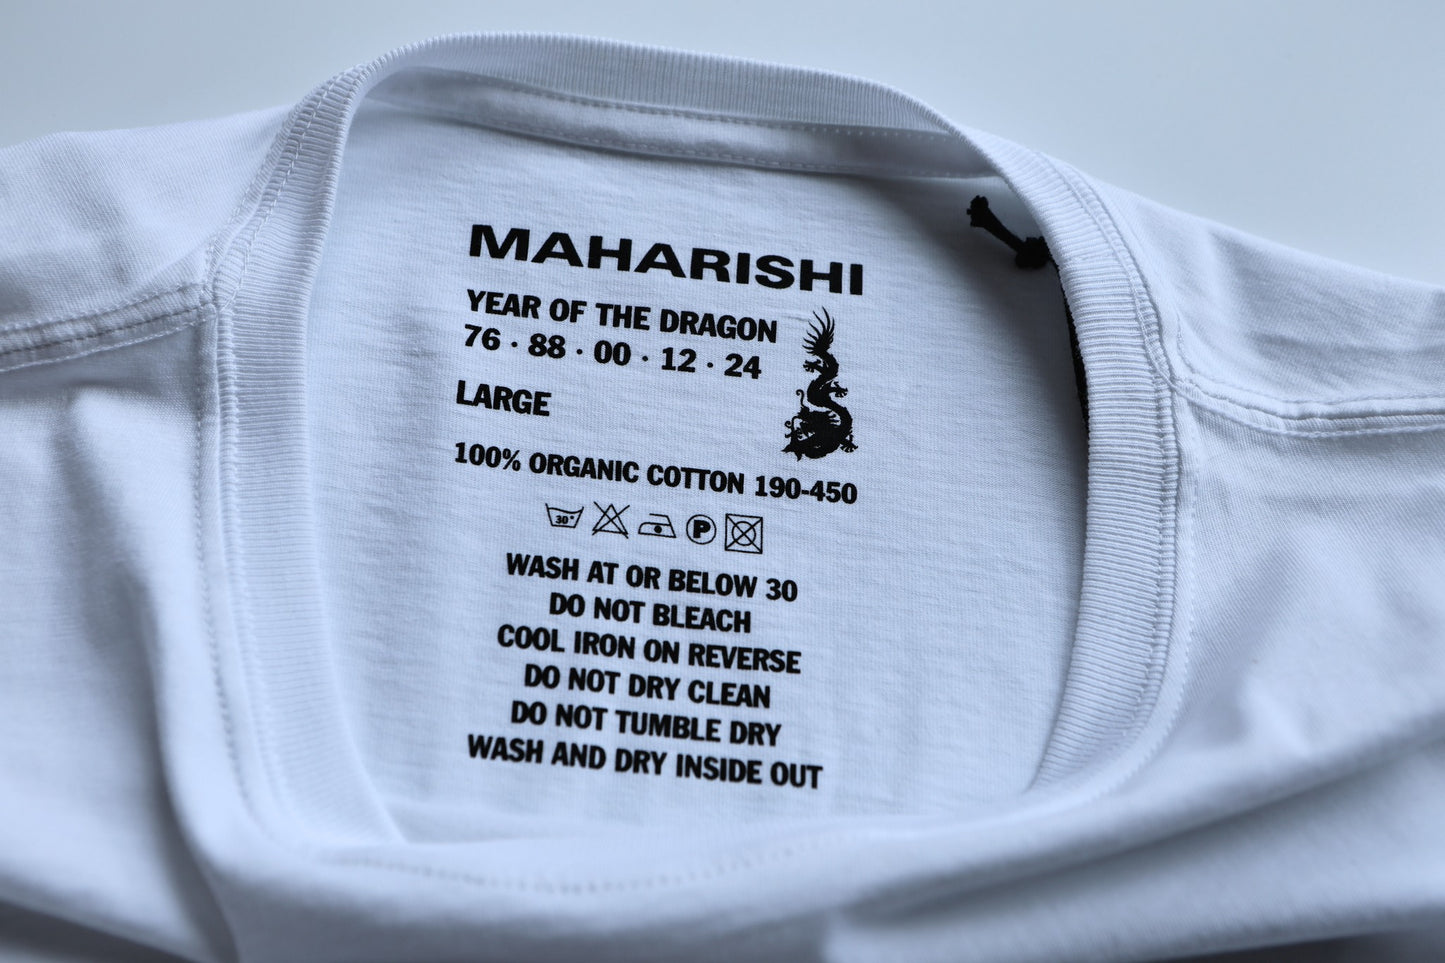 MAHARISHI
YEAR OF THE DRAGON
76 · 88 · 00 · 12 · 24
LARGE
100% ORGANIC COTTON 190-450
30° P
WASH AT OR BELOW 30
DO NOT BLEACH
COOL IRON ON REVERSE
DO NOT DRY CLEAN
DO NOT TUMBLE DRY
WASH AND DRY INSIDE OUT